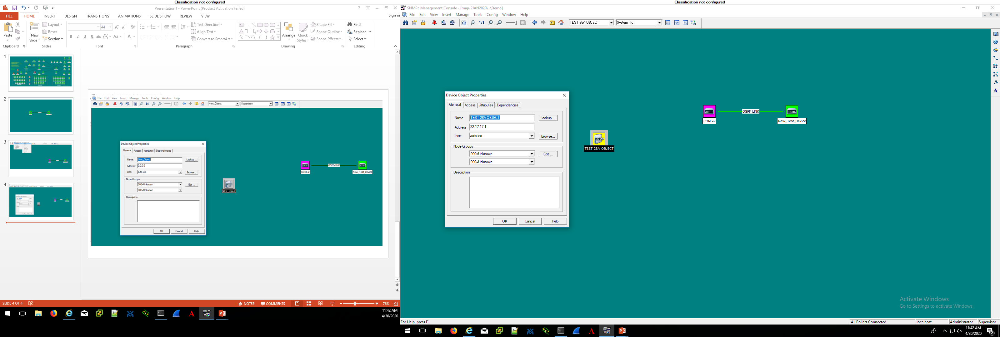 Classification not configured
Presentation1 - PowerPoint (Product Activation Failed)
FILE HOME INSERT DESIGN TRANSITIONS ANIMATIONS SLIDE SHOW REVIEW VIEW Sign in
Paste
New Slide
Layout
Reset
Section
44
Text Direction
Align Text
Convert to SmartArt
Arrange
Quick Styles
Shape Fill
Shape Outline
Shape Effects
Find
Replace
Select
Clipboard Slides Font Paragraph Drawing Editing
1
2
3
4
File Edit View Insert Manage Tools Config Window Help
1:1 New_Object SystemInfo
Device Object Properties
General Access Attributes Dependencies
Name: New_Object Lookup ...
Address: 0.0.0.0
Icon: auto.ico Browse...
Node Groups
000=Unknown Edit ...
000=Unknown
Description
OK Cancel Help
SNMP
New_Object
CORE-2
OSPF-LINK
New_Test_Device
SLIDE 4 OF 4 NOTES COMMENTS 76%
11:42 AM
4/30/2020
Classification not configured
SNMPc Management Console - [map-2JAN2020\..\Demo]
File Edit View Insert Manage Tools Config Window Help
1:1 TEST-26A-OBJECT SystemInfo
Device Object Properties
General Access Attributes Dependencies
Name: TEST-26A-OBJECT Lookup ...
Address: 22.17.17.1
Icon: auto.ico Browse...
Node Groups
000=Unknown Edit ...
000=Unknown
Description
OK Cancel Help
SNMP
TEST-26A-OBJECT
CORE-2
OSPF-LINK
New_Test_Device
Activate Windows
Go to Settings to activate Windows.
For Help, press F1 All Pollers Connected localhost Administrator Supervisor
11:42 AM
4/30/2020
2